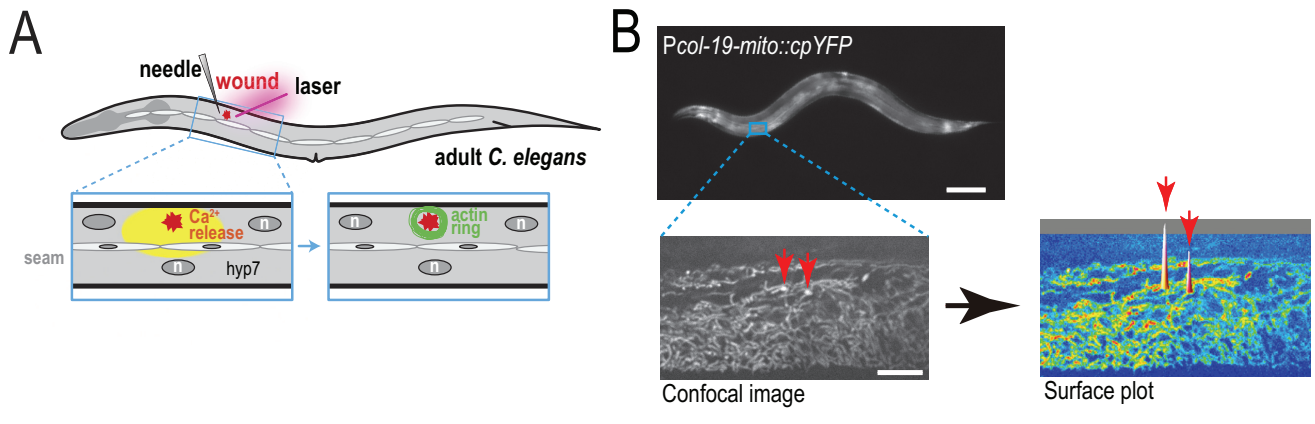 A
needle
wound
laser
adult C. elegans
Ca2+
release
n
n
hyp7
seam
actin
ring
n
n
n
B
Pcol-19-mito::cpYFP
Confocal image
Surface plot